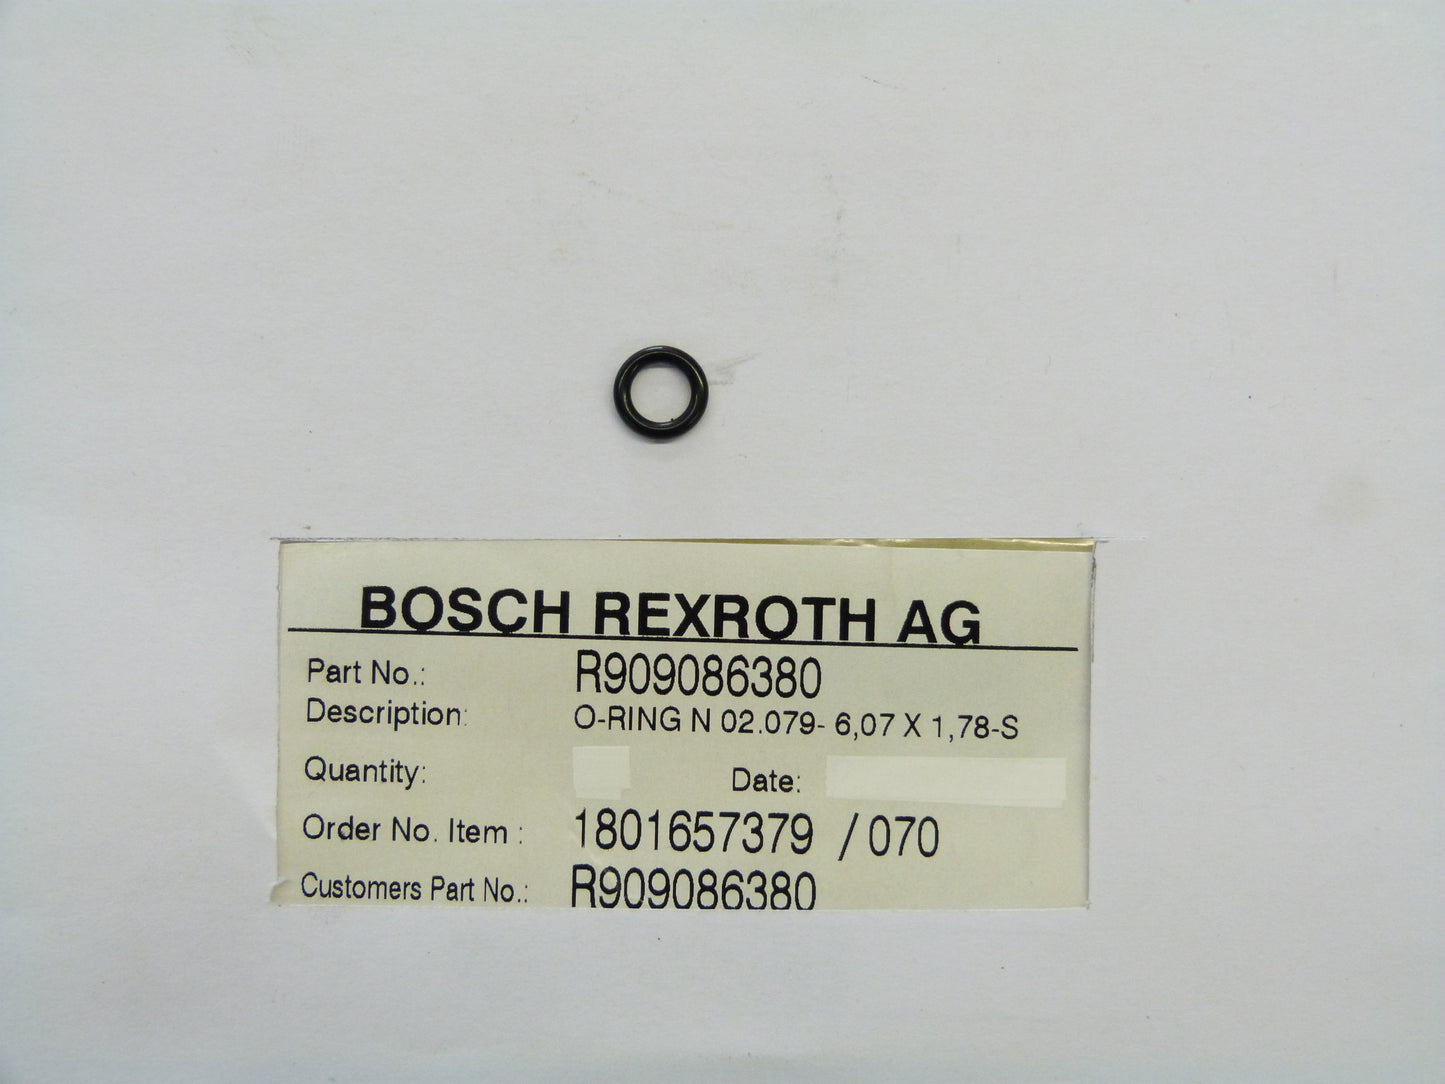 BOSCH REXROTH AG
Part No.: R909086380
Description: O-RING N 02.079- 6,07 X 1,78-S
Quantity: Date:
Order No. Item : 1801657379 / 070
Customers Part No.: R909086380